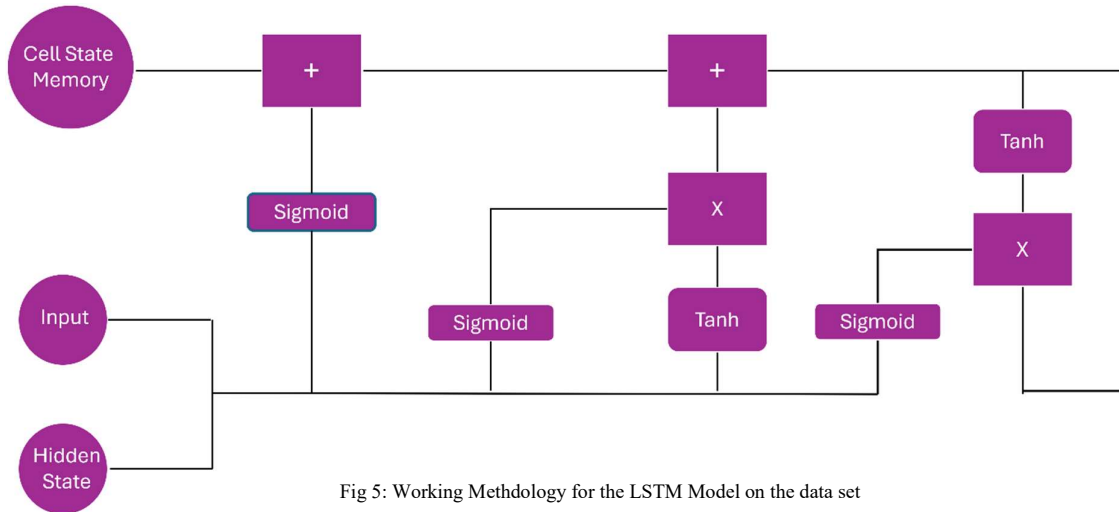 Cell State
Memory
+
+
Tanh
Sigmoid
X
X
Input
Sigmoid
Tanh
Sigmoid
Hidden
State
Fig 5: Working Methdology for the LSTM Model on the data set